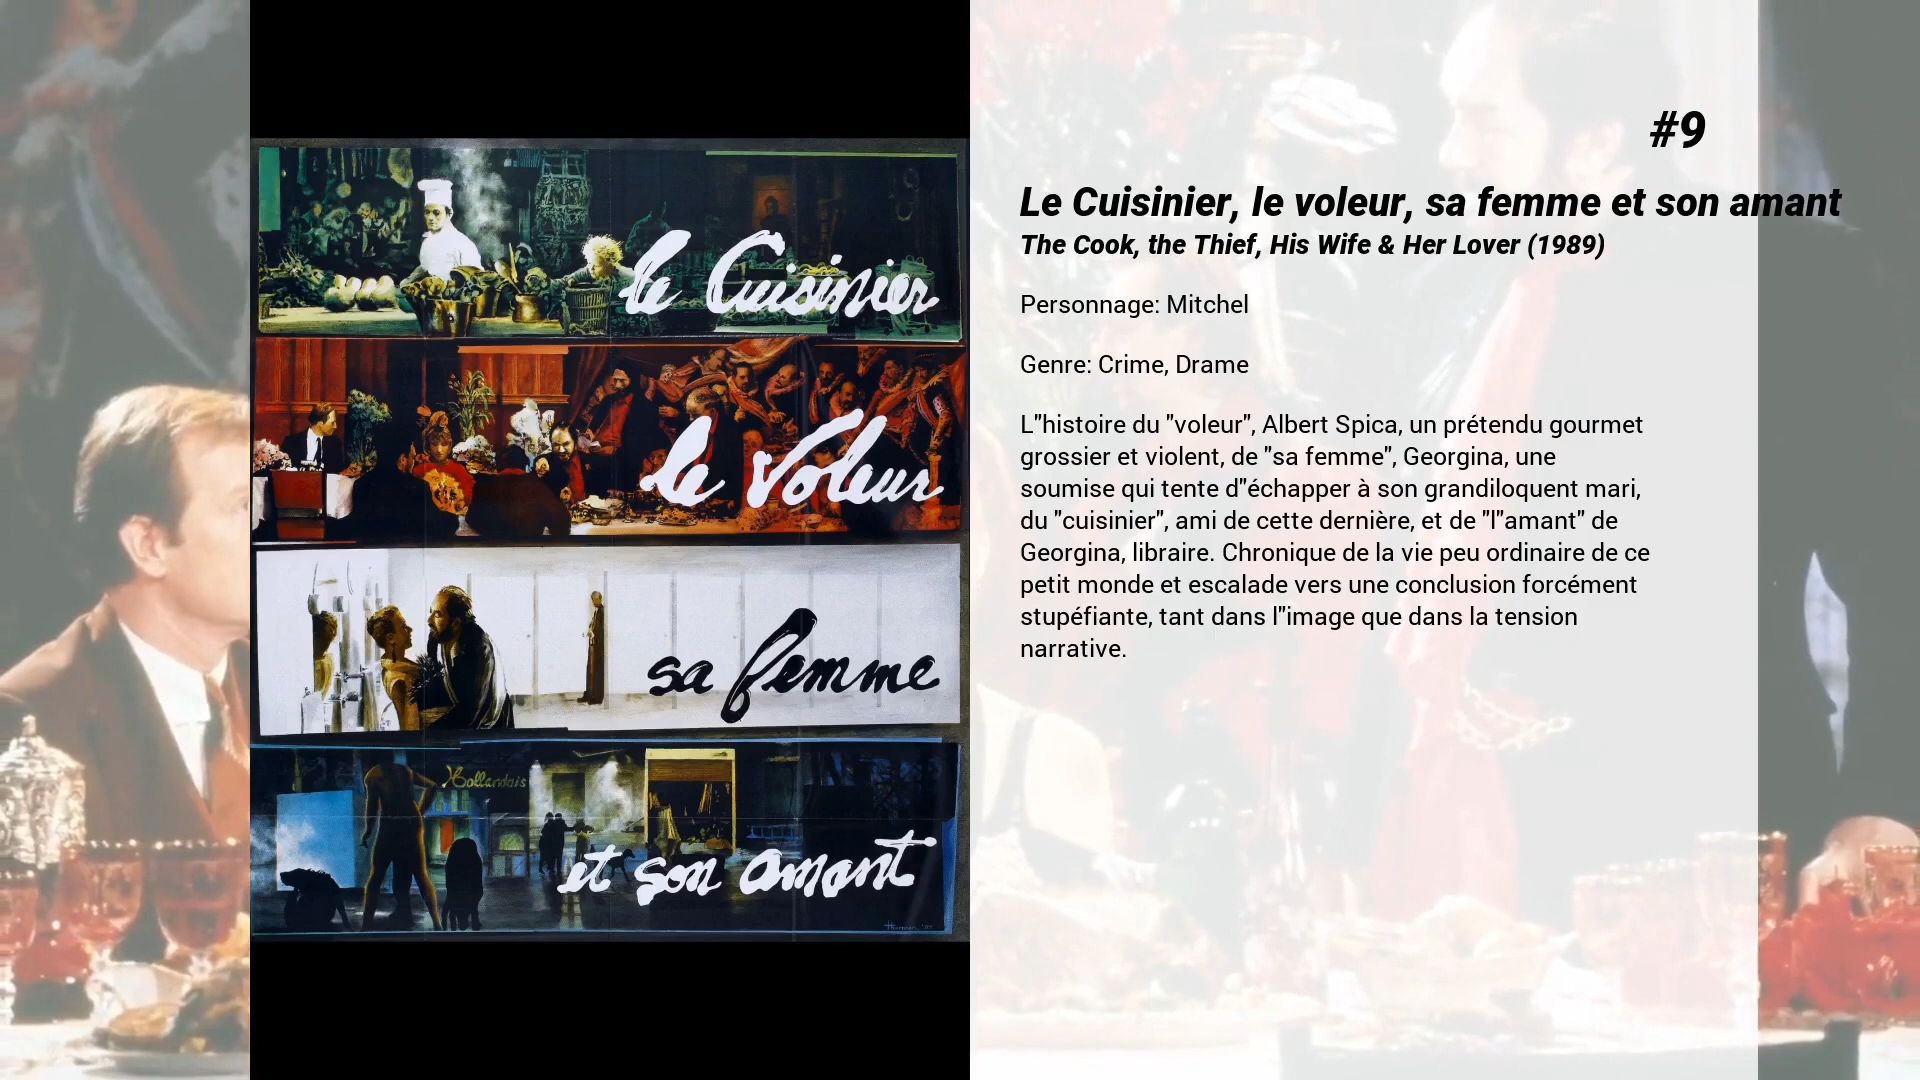 le Cuisinier
le Voleur
sa femme
Hollandais
et son amant
#9
Le Cuisinier, le voleur, sa femme et son amant
The Cook, the Thief, His Wife & Her Lover (1989)
Personnage: Mitchel
Genre: Crime, Drame
L"histoire du "voleur", Albert Spica, un prétendu gourmet
grossier et violent, de "sa femme", Georgina, une
soumise qui tente d"échapper à son grandiloquent mari,
du "cuisinier", ami de cette dernière, et de "l"amant" de
Georgina, libraire. Chronique de la vie peu ordinaire de ce
petit monde et escalade vers une conclusion forcément
stupéfiante, tant dans l"image que dans la tension
narrative.